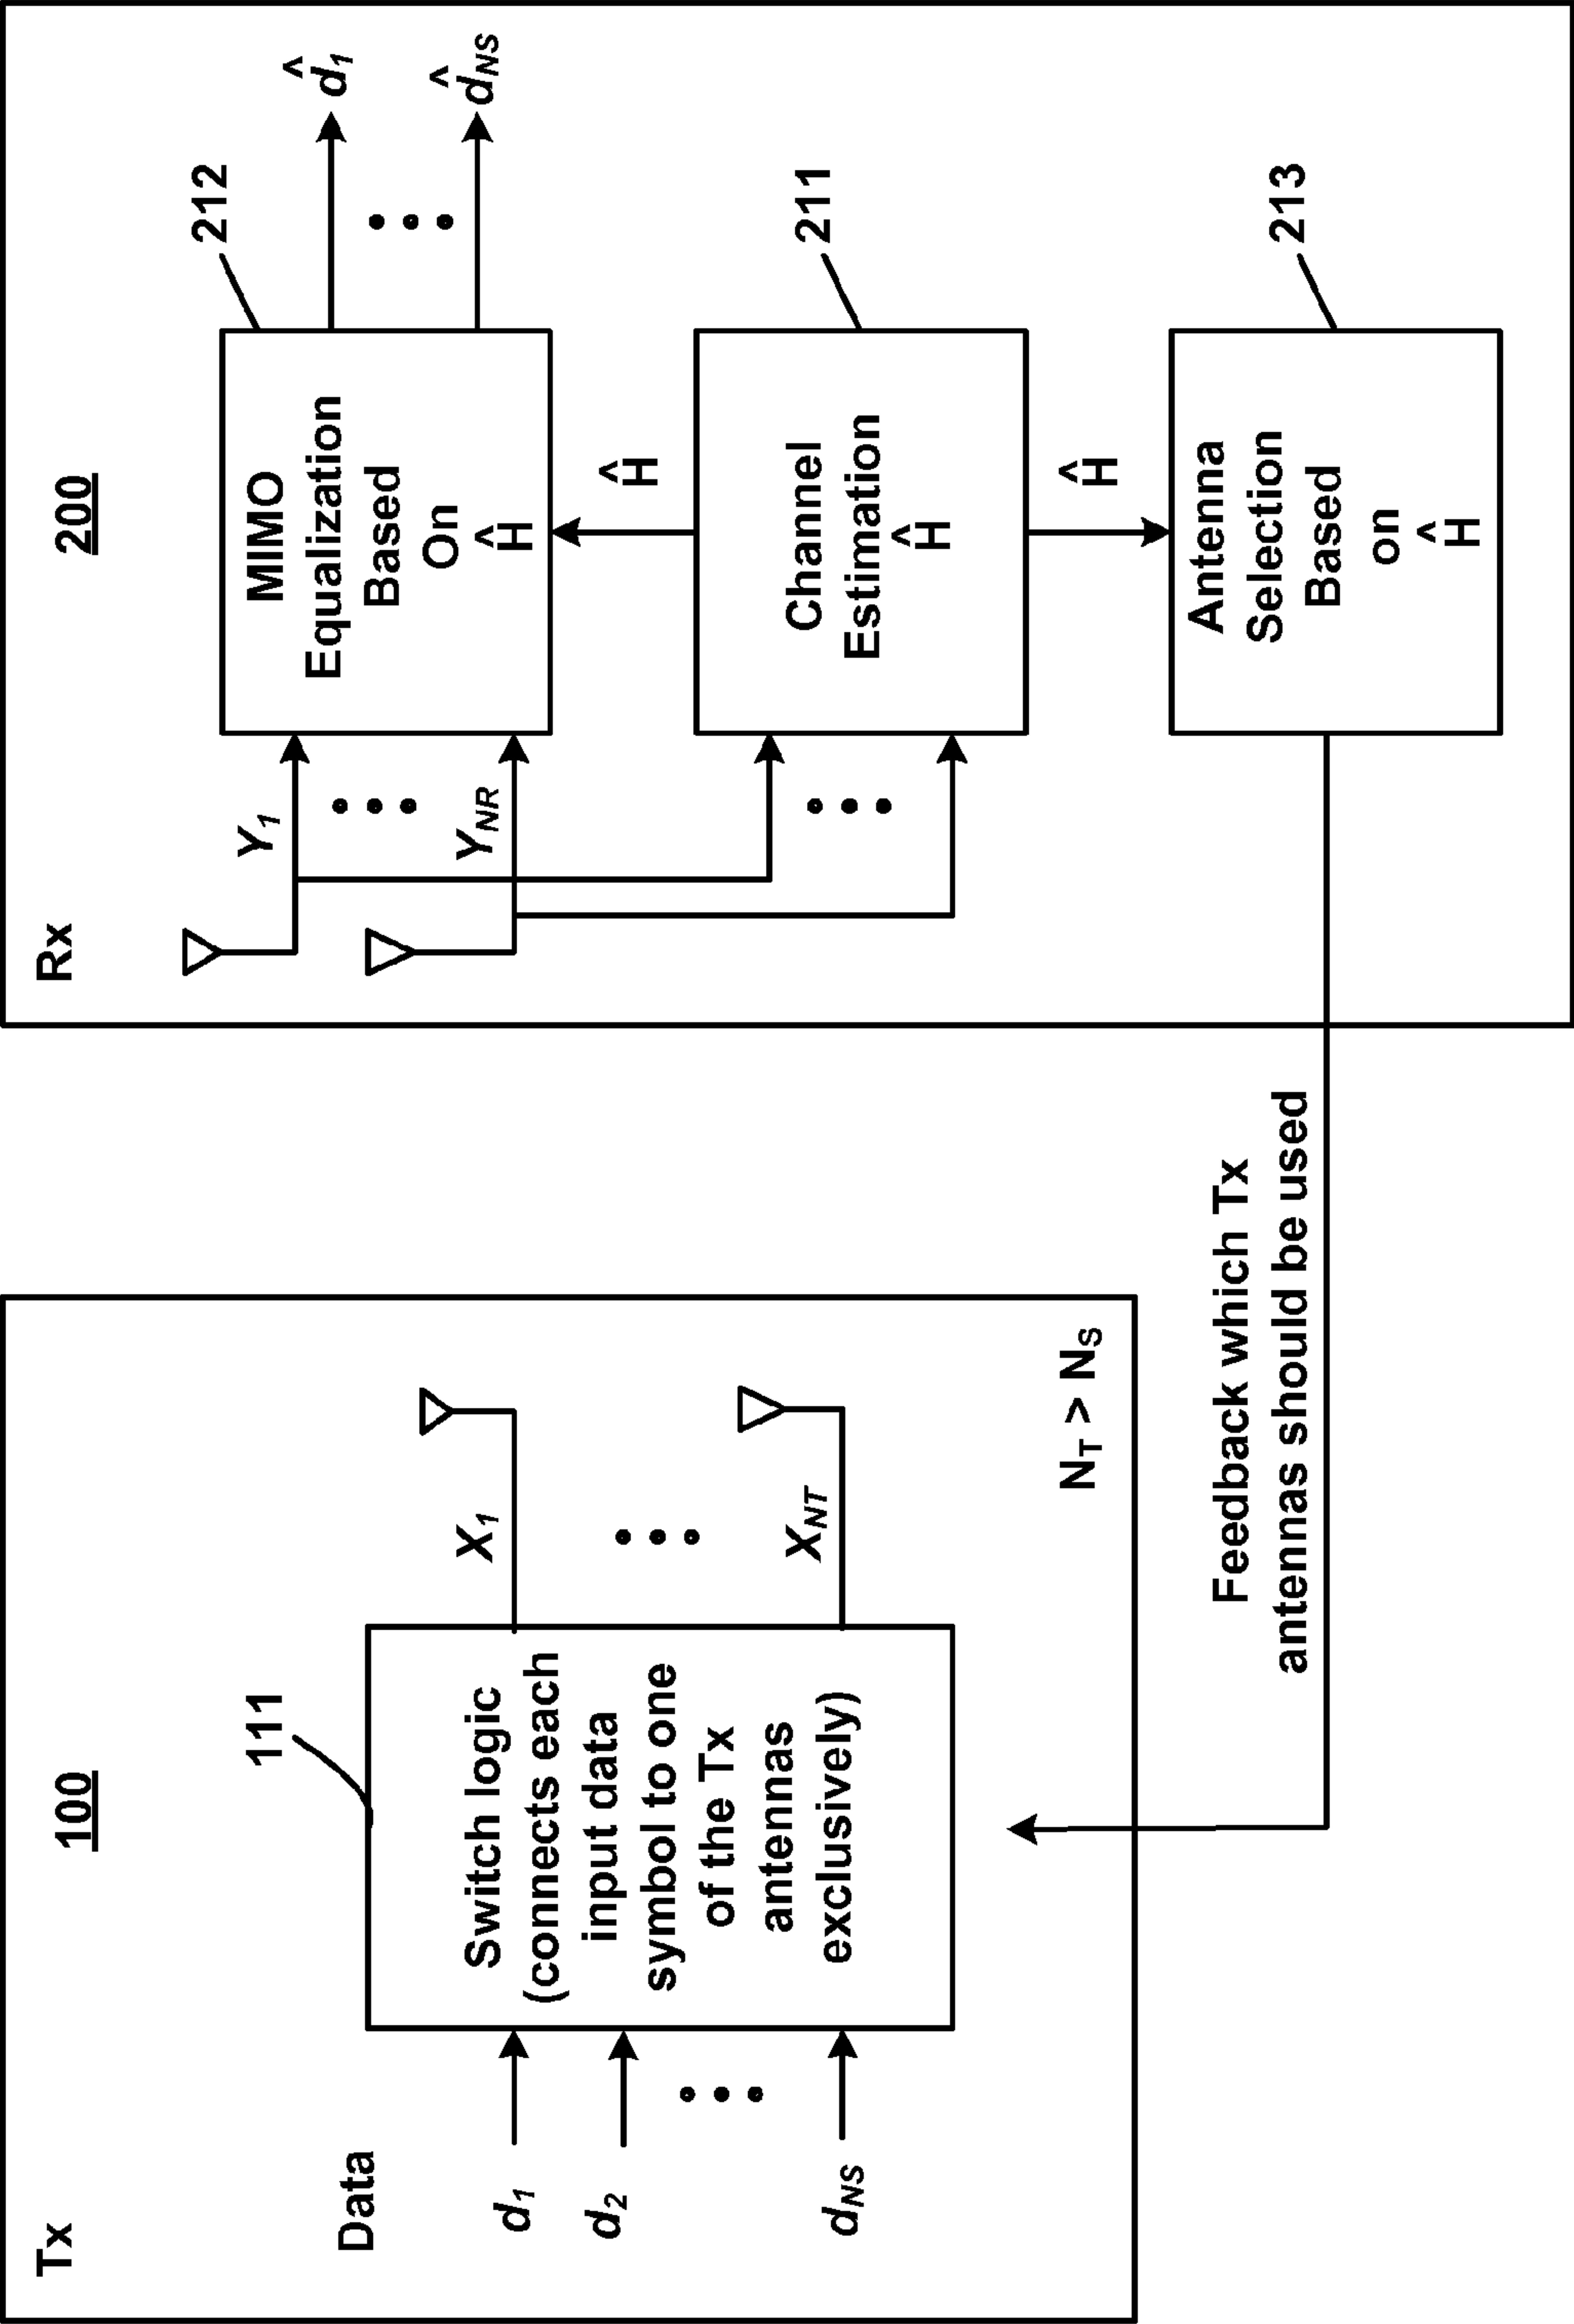 Tx
100
Data
d1
d2
dNS
111
Switch logic
(connects each
input data
symbol to one
of the Tx
antennas
exclusively)
X1
XNT
NT > NS
Feedback which Tx
antennas should be used
Rx
200
Y1
YNR
212
MIMO
Equalization
Based
On
Ĥ
d̂1
d̂NS
Ĥ
211
Channel
Estimation
Ĥ
Ĥ
213
Antenna
Selection
Based
on
Ĥ